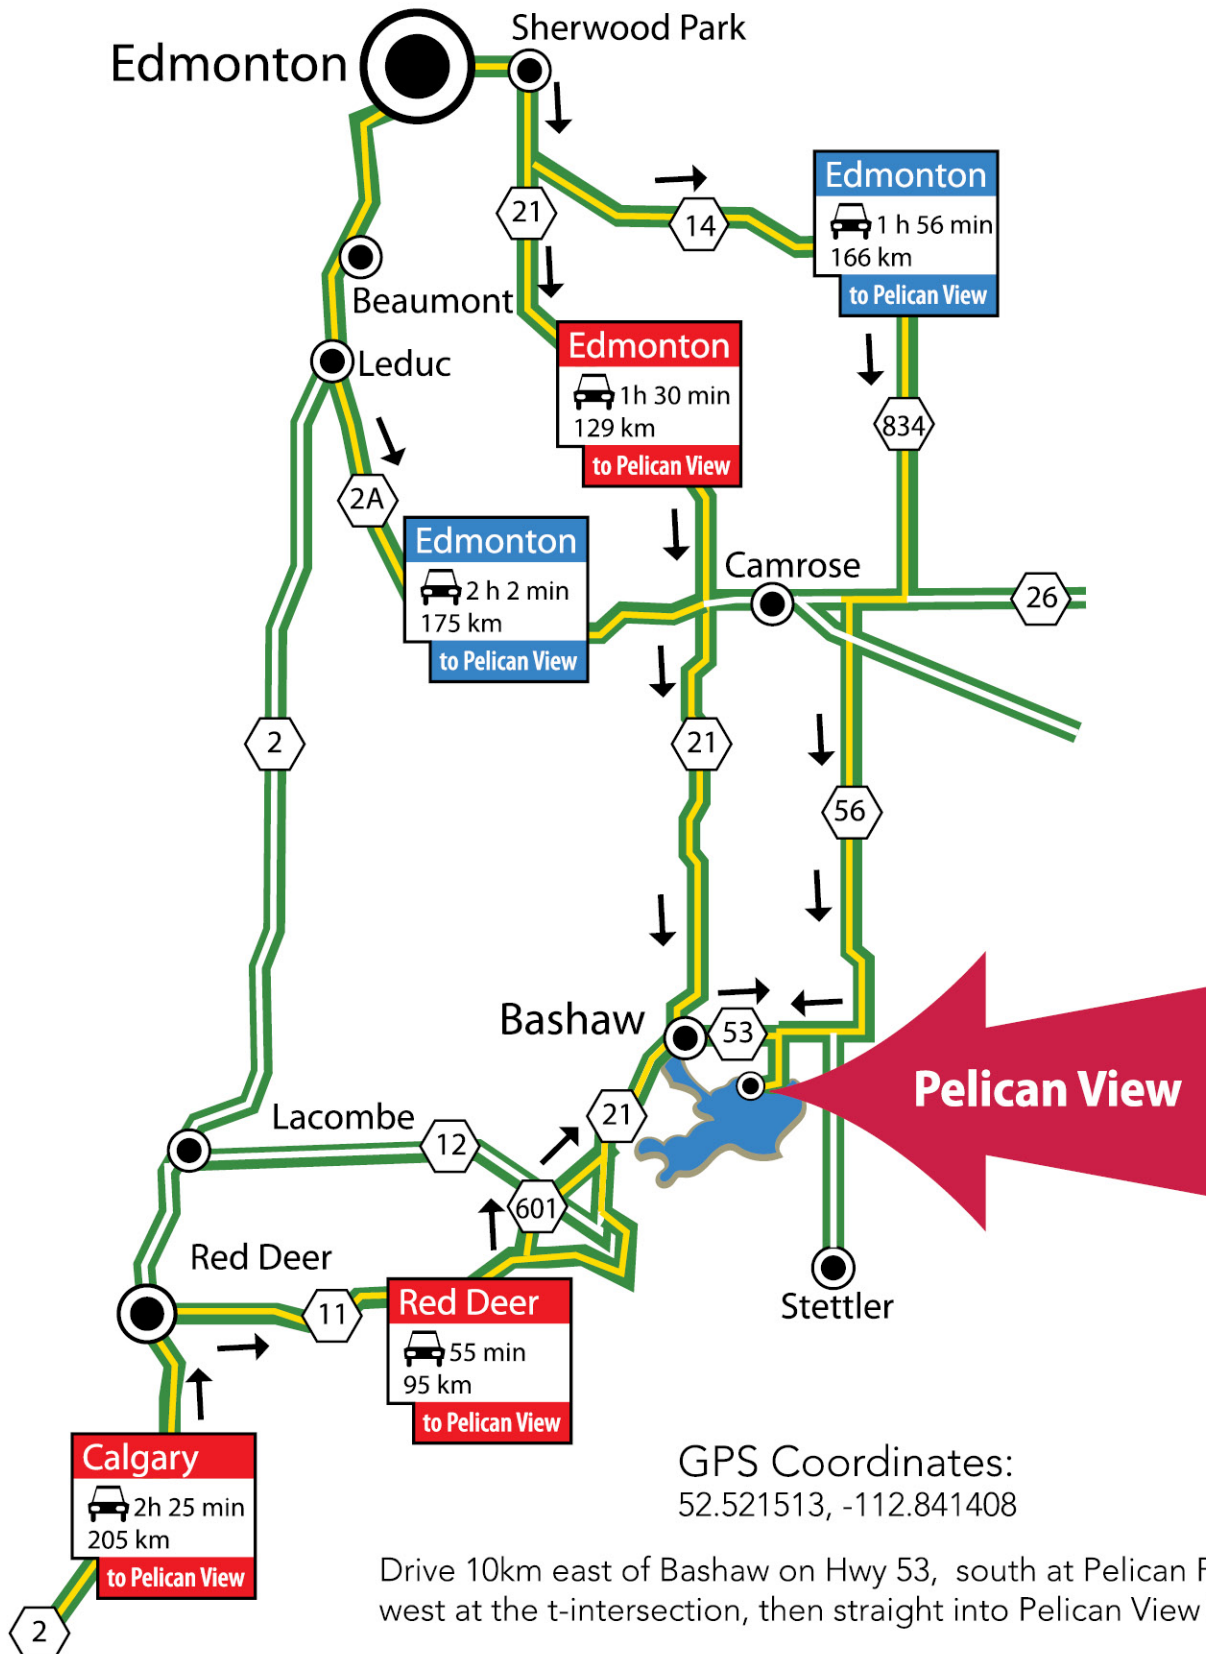 Sherwood Park
Edmonton
Edmonton
1 h 56 min
166 km
to Pelican View
21
14
Beaumont
Edmonton
1h 30 min
129 km
to Pelican View
Leduc
834
2A
Edmonton
2 h 2 min
175 km
to Pelican View
Camrose
26
2
21
56
Bashaw
53
Pelican View
Lacombe
12
21
601
Red Deer
11
Red Deer
55 min
95 km
to Pelican View
Stettler
Calgary
2h 25 min
205 km
to Pelican View
2
GPS Coordinates:
52.521513, -112.841408
Drive 10km east of Bashaw on Hwy 53, south at Pelican
west at the t-intersection, then straight into Pelican View